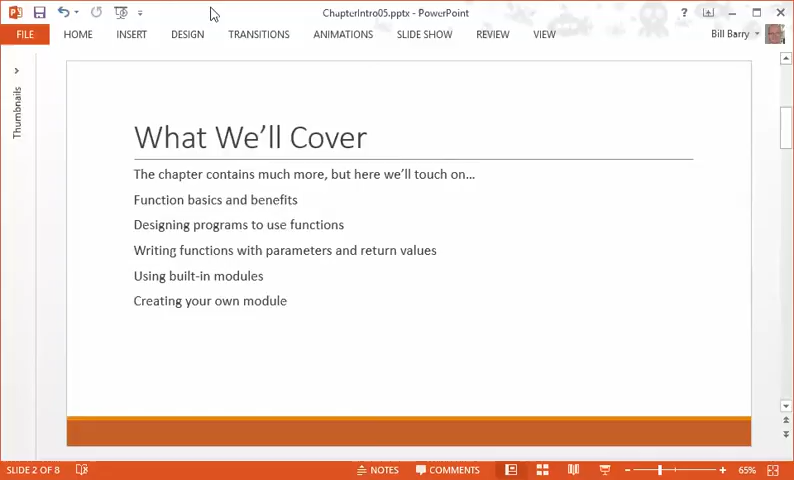 ChapterIntro05.pptx - PowerPoint
?
FILE HOME INSERT DESIGN TRANSITIONS ANIMATIONS SLIDE SHOW REVIEW VIEW Bill Barry
Thumbnails
What We'll Cover
The chapter contains much more, but here we'll touch on…
Function basics and benefits
Designing programs to use functions
Writing functions with parameters and return values
Using built-in modules
Creating your own module
SLIDE 2 OF 8 NOTES COMMENTS 65%